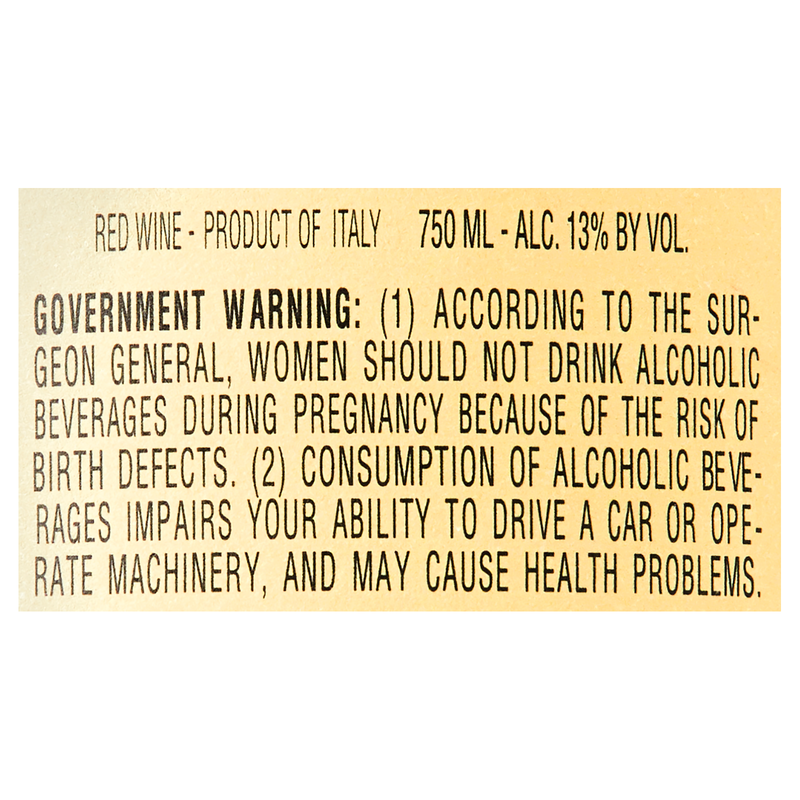 RED WINE - PRODUCT OF ITALY 750 ML - ALC. 13% BY VOL.
GOVERNMENT WARNING: (1) ACCORDING TO THE SUR-
GEON GENERAL, WOMEN SHOULD NOT DRINK ALCOHOLIC
BEVERAGES DURING PREGNANCY BECAUSE OF THE RISK OF
BIRTH DEFECTS. (2) CONSUMPTION OF ALCOHOLIC BEVE-
RAGES IMPAIRS YOUR ABILITY TO DRIVE A CAR OR OPE-
RATE MACHINERY, AND MAY CAUSE HEALTH PROBLEMS.